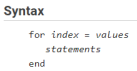 Syntax
for index = values
statements
end